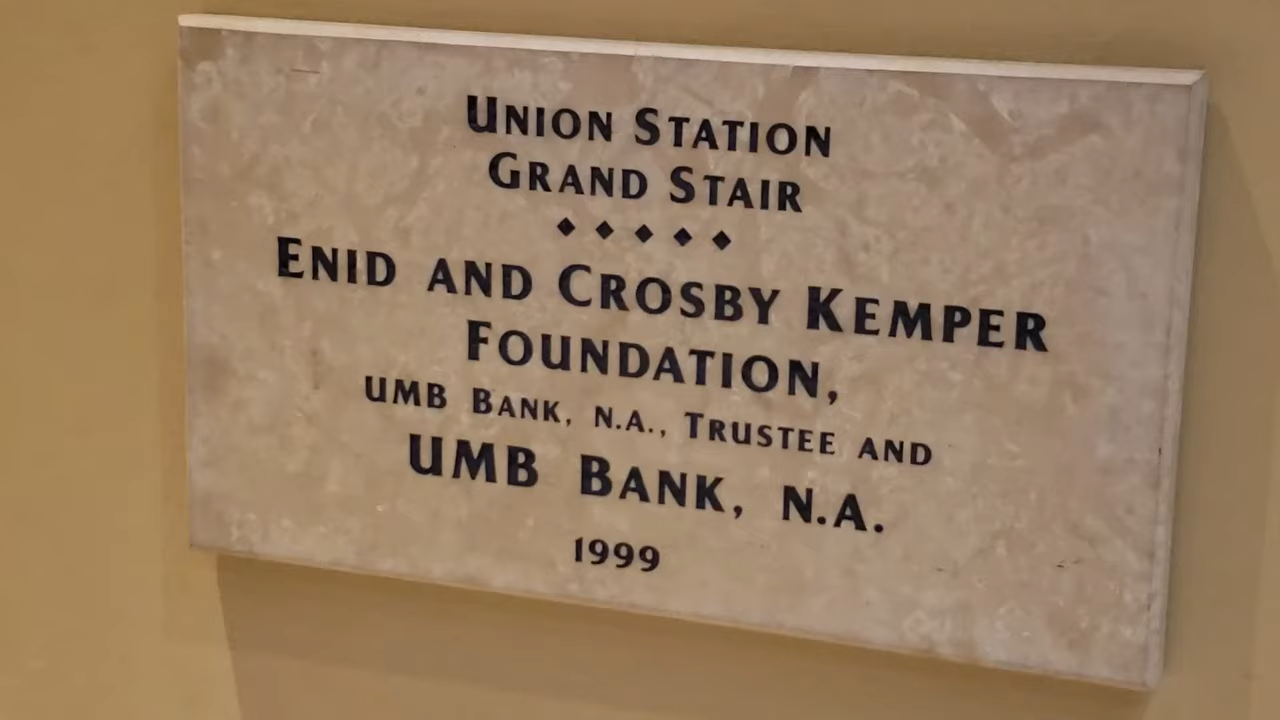 UNION STATION
GRAND STAIR
◆ ◆ ◆ ◆ ◆
ENID AND CROSBY KEMPER
FOUNDATION,
UMB BANK, N.A., TRUSTEE AND
UMB BANK, N.A.
1999